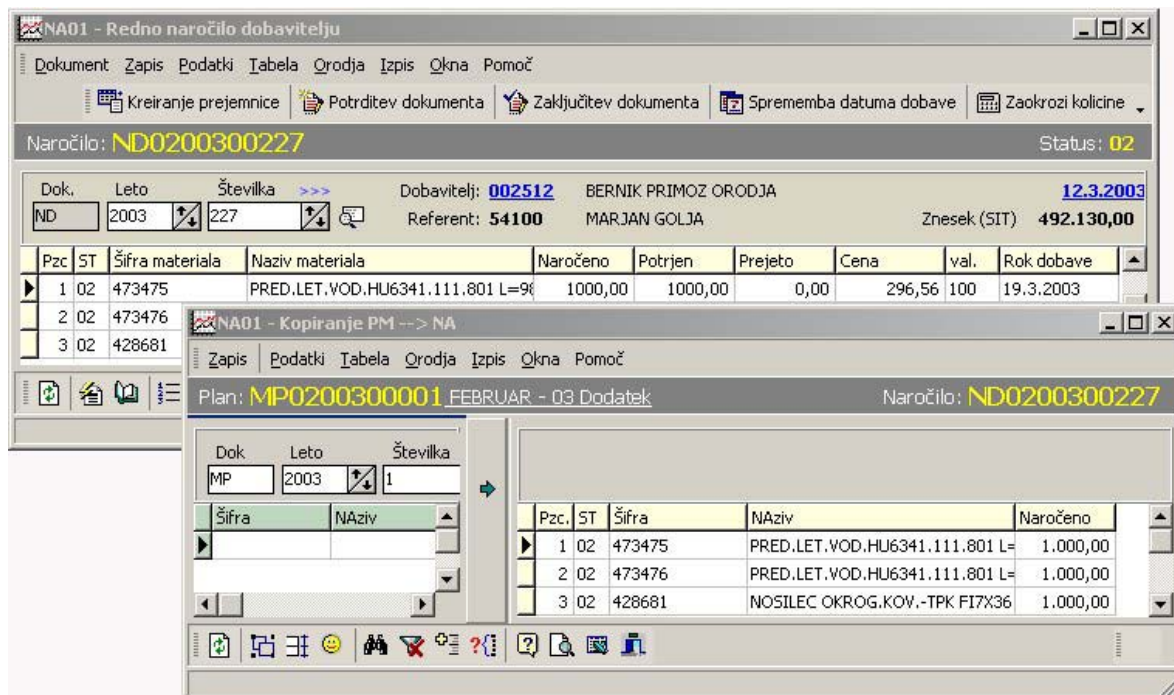 NA01 - Redno naročilo dobavitelju
Dokument Zapis Podatki Tabela Orodja Izpis Okna Pomoč
Kreiranje prejemnice Potrditev dokumenta Zaključitev dokumenta Sprememba datuma dobave Zaokrozi kolicine
Naročilo: ND0200300227 Status: 02
Dok. Leto Številka >>> Dobavitelj: 002512 BERNIK PRIMOZ ORODJA 12.3.2003
ND 2003 227 Referent: 54100 MARJAN GOLJA Znesek (SIT) 492.130,00
Pzc ST Šifra materiala Naziv materiala Naročeno Potrjen Prejeto Cena val. Rok dobave
1 02 473475 PRED.LET.VOD.HU6341.111.801 L=98 1000,00 1000,00 0,00 296,56 100 19.3.2003
2 02 473476
3 02 428681
NA01 - Kopiranje PM --> NA
Zapis Podatki Tabela Orodja Izpis Okna Pomoč
Plan: MP0200300001 FEBRUAR - 03 Dodatek Naročilo: ND0200300227
Dok Leto Številka
MP 2003 1
Šifra NAziv
Pzc. ST Šifra NAziv Naročeno
1 02 473475 PRED.LET.VOD.HU6341.111.801 L= 1.000,00
2 02 473476 PRED.LET.VOD.HU6341.111.801 L= 1.000,00
3 02 428681 NOSILEC OKROG.KOV.-TPK FI7X36 1.000,00